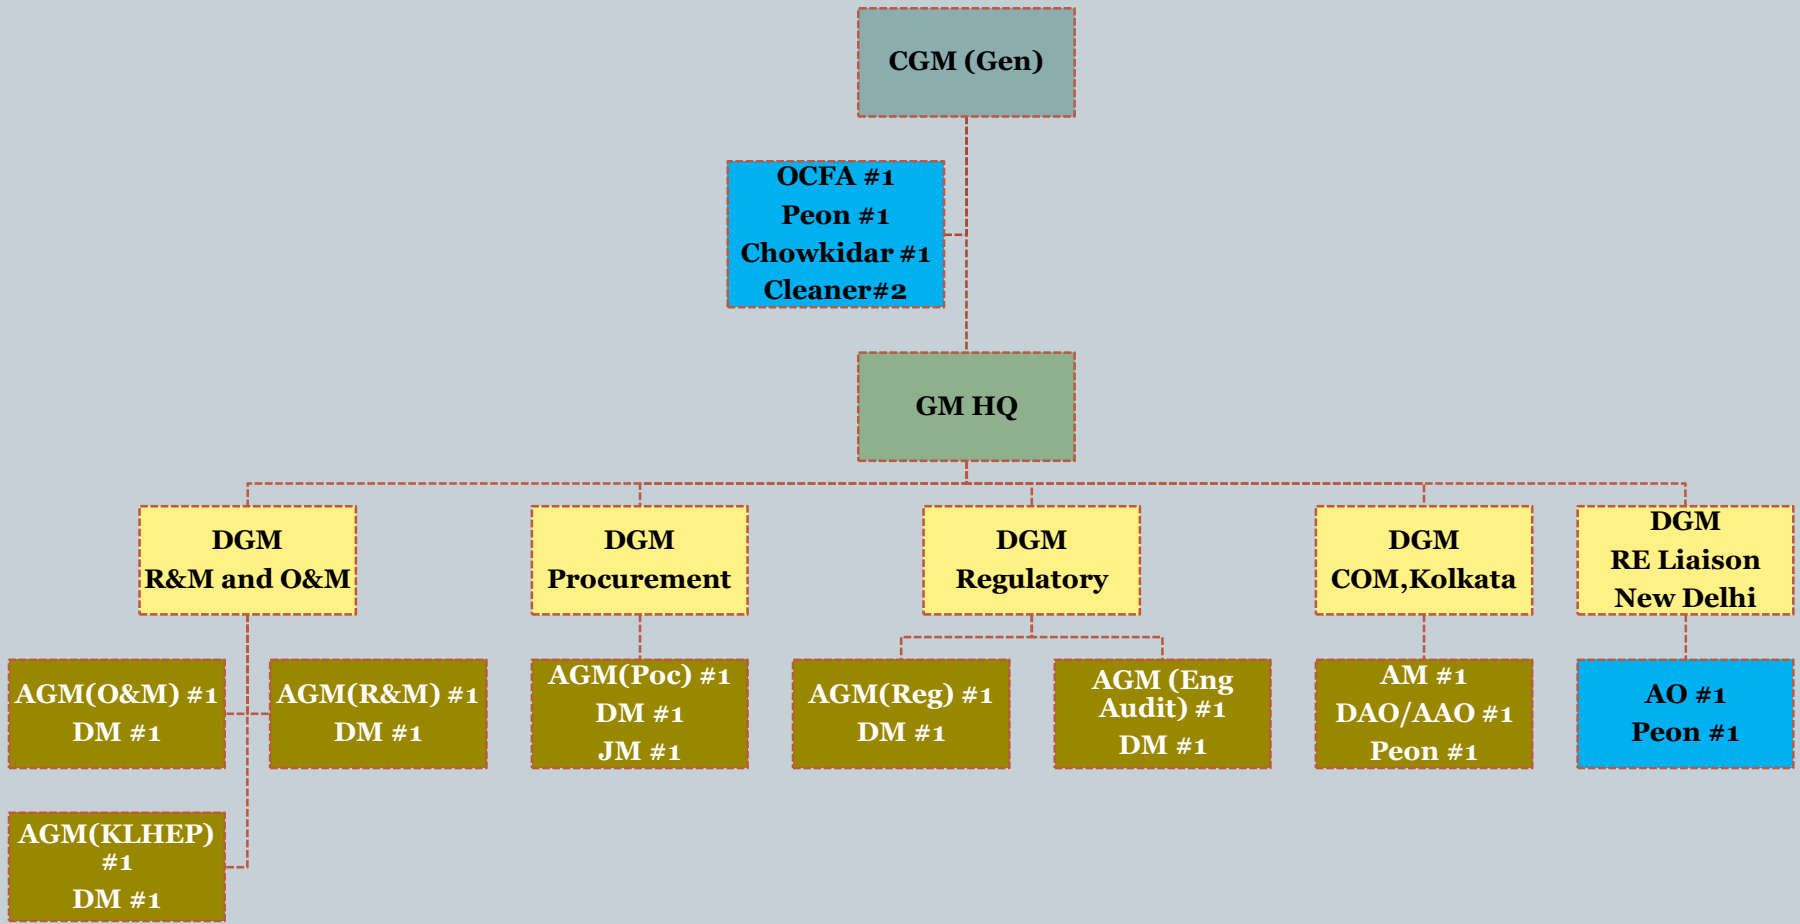 CGM (Gen)
OCFA #1
Peon #1
Chowkidar #1
Cleaner#2
GM HQ
DGM
R&M and O&M
DGM
Procurement
DGM
Regulatory
DGM
COM,Kolkata
DGM
RE Liaison
New Delhi
AGM(O&M) #1
DM #1
AGM(R&M) #1
DM #1
AGM(Poc) #1
DM #1
JM #1
AGM(Reg) #1
DM #1
AGM (Eng
Audit) #1
DM #1
AM #1
DAO/AAO #1
Peon #1
AO #1
Peon #1
AGM(KLHEP)
#1
DM #1